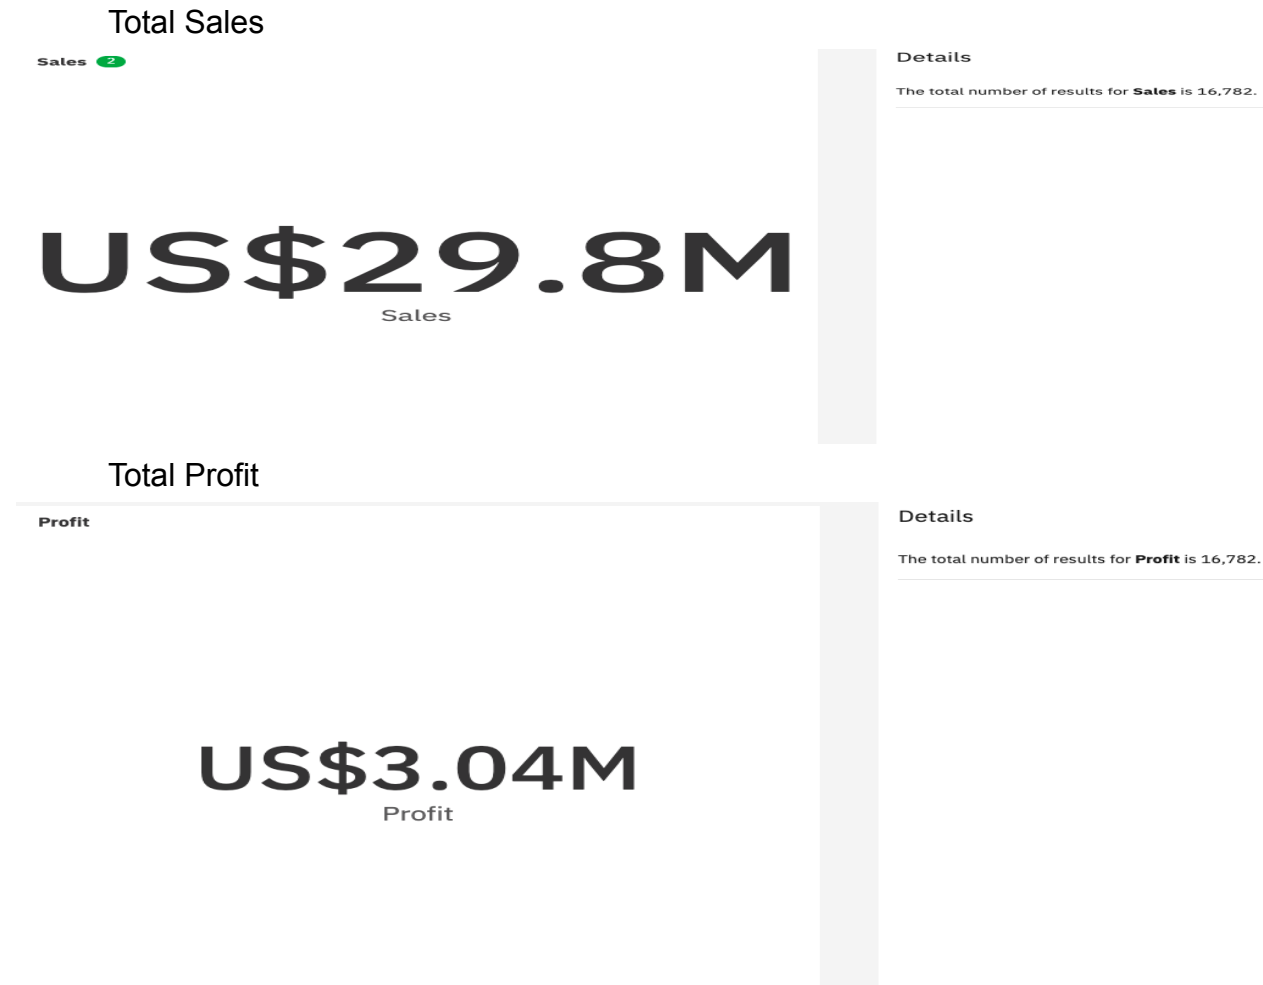 Total Sales
Sales 2
Details
The total number of results for Sales is 16,782.
US$29.8M
Sales
Total Profit
Profit
Details
The total number of results for Profit is 16,782.
US$3.04M
Profit